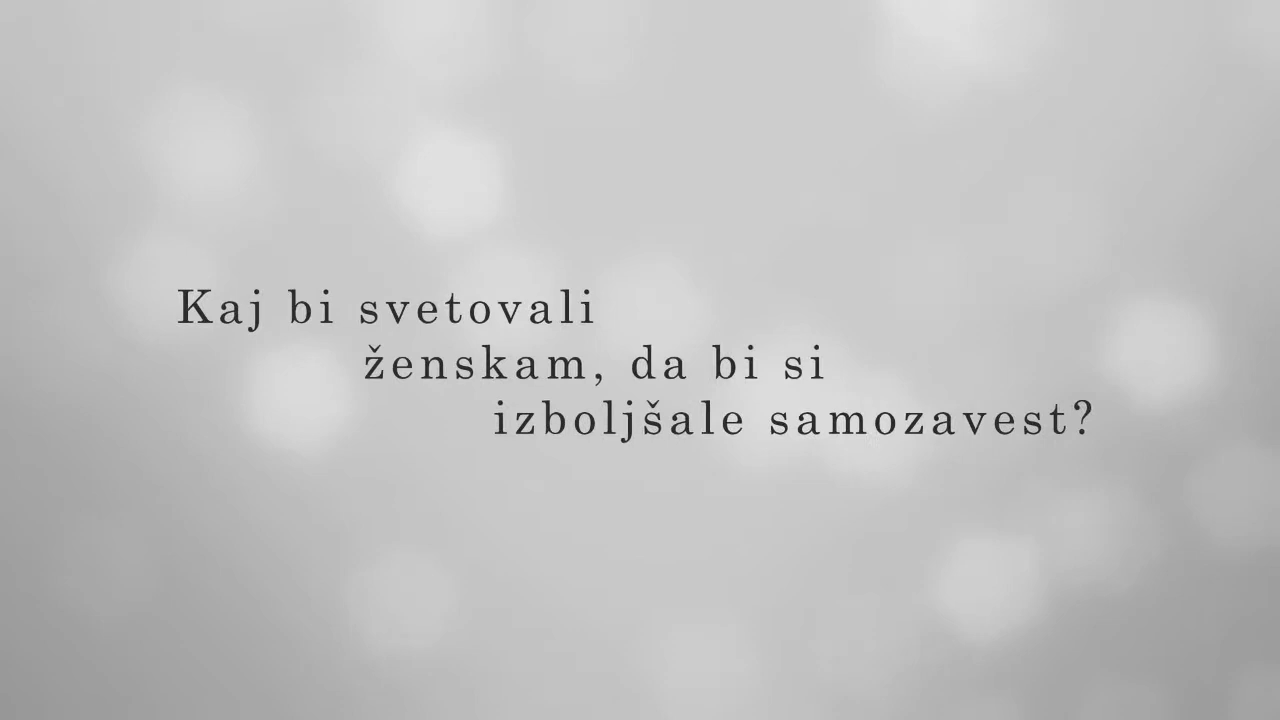 Kaj bi svetovali
ženskam, da bi si
izboljšale samozavest?